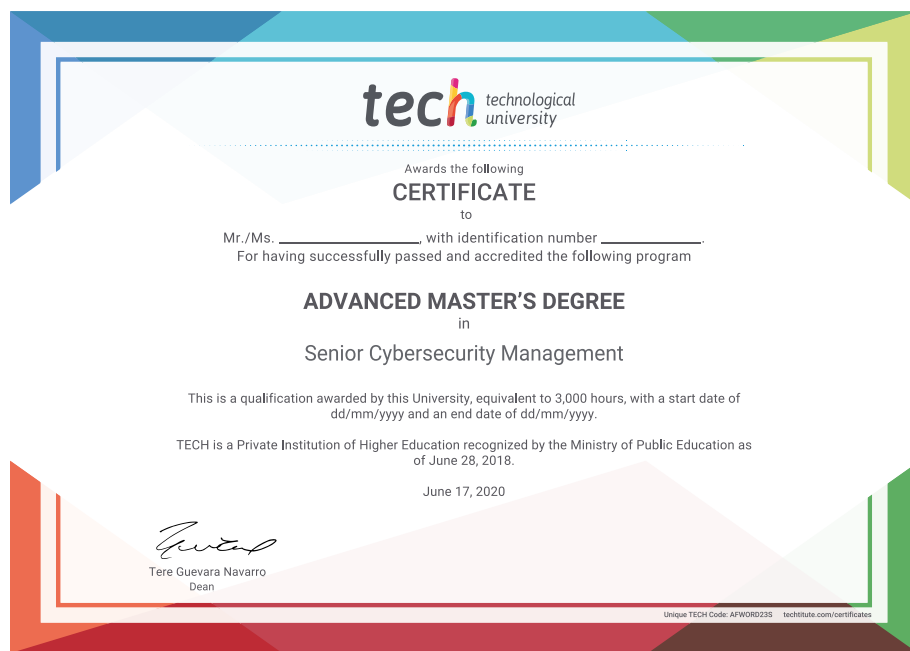 tech technological
university
Awards the following
CERTIFICATE
to
Mr./Ms. ____________________, with identification number ______________.
For having successfully passed and accredited the following program
ADVANCED MASTER’S DEGREE
in
Senior Cybersecurity Management
This is a qualification awarded by this University, equivalent to 3,000 hours, with a start date of
dd/mm/yyyy and an end date of dd/mm/yyyy.
TECH is a Private Institution of Higher Education recognized by the Ministry of Public Education as
of June 28, 2018.
June 17, 2020
Tere Guevara Navarro
Dean
Unique TECH Code: AFWORD23S techtitute.com/certificates